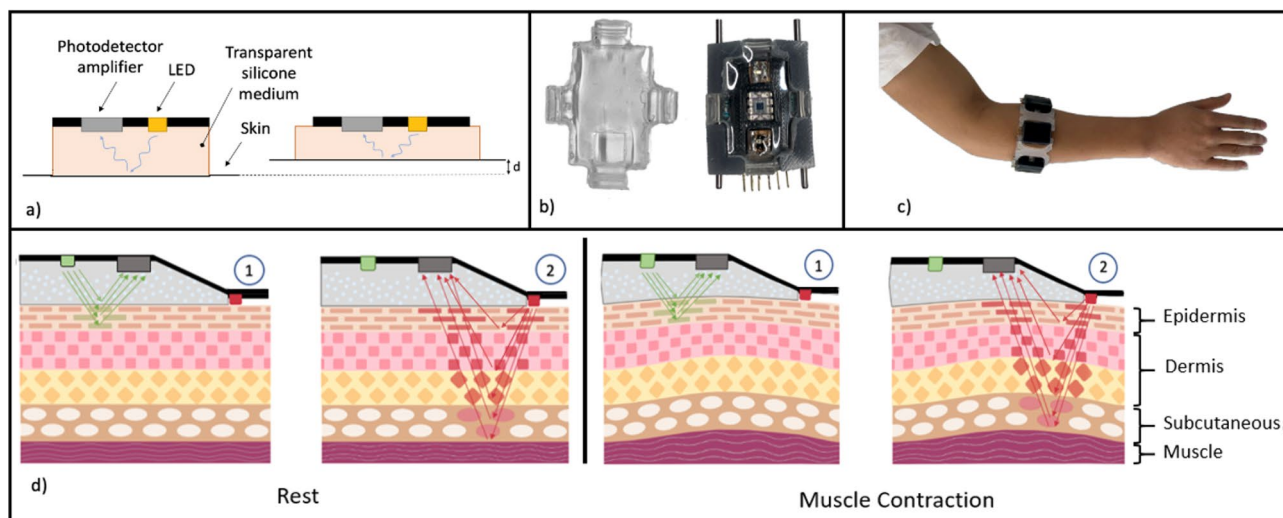 Photodetector
amplifier
LED
Transparent
silicone
medium
Skin
d
a)
b)
c)
1
2
1
2
Epidermis
Dermis
Subcutaneous
Muscle
d)
Rest
Muscle Contraction